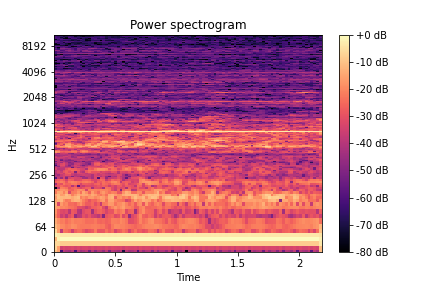 Power spectrogram
8192
4096
2048
1024
512
256
128
64
0
Hz
0
0.5
1
1.5
2
Time
+0 dB
-10 dB
-20 dB
-30 dB
-40 dB
-50 dB
-60 dB
-70 dB
-80 dB